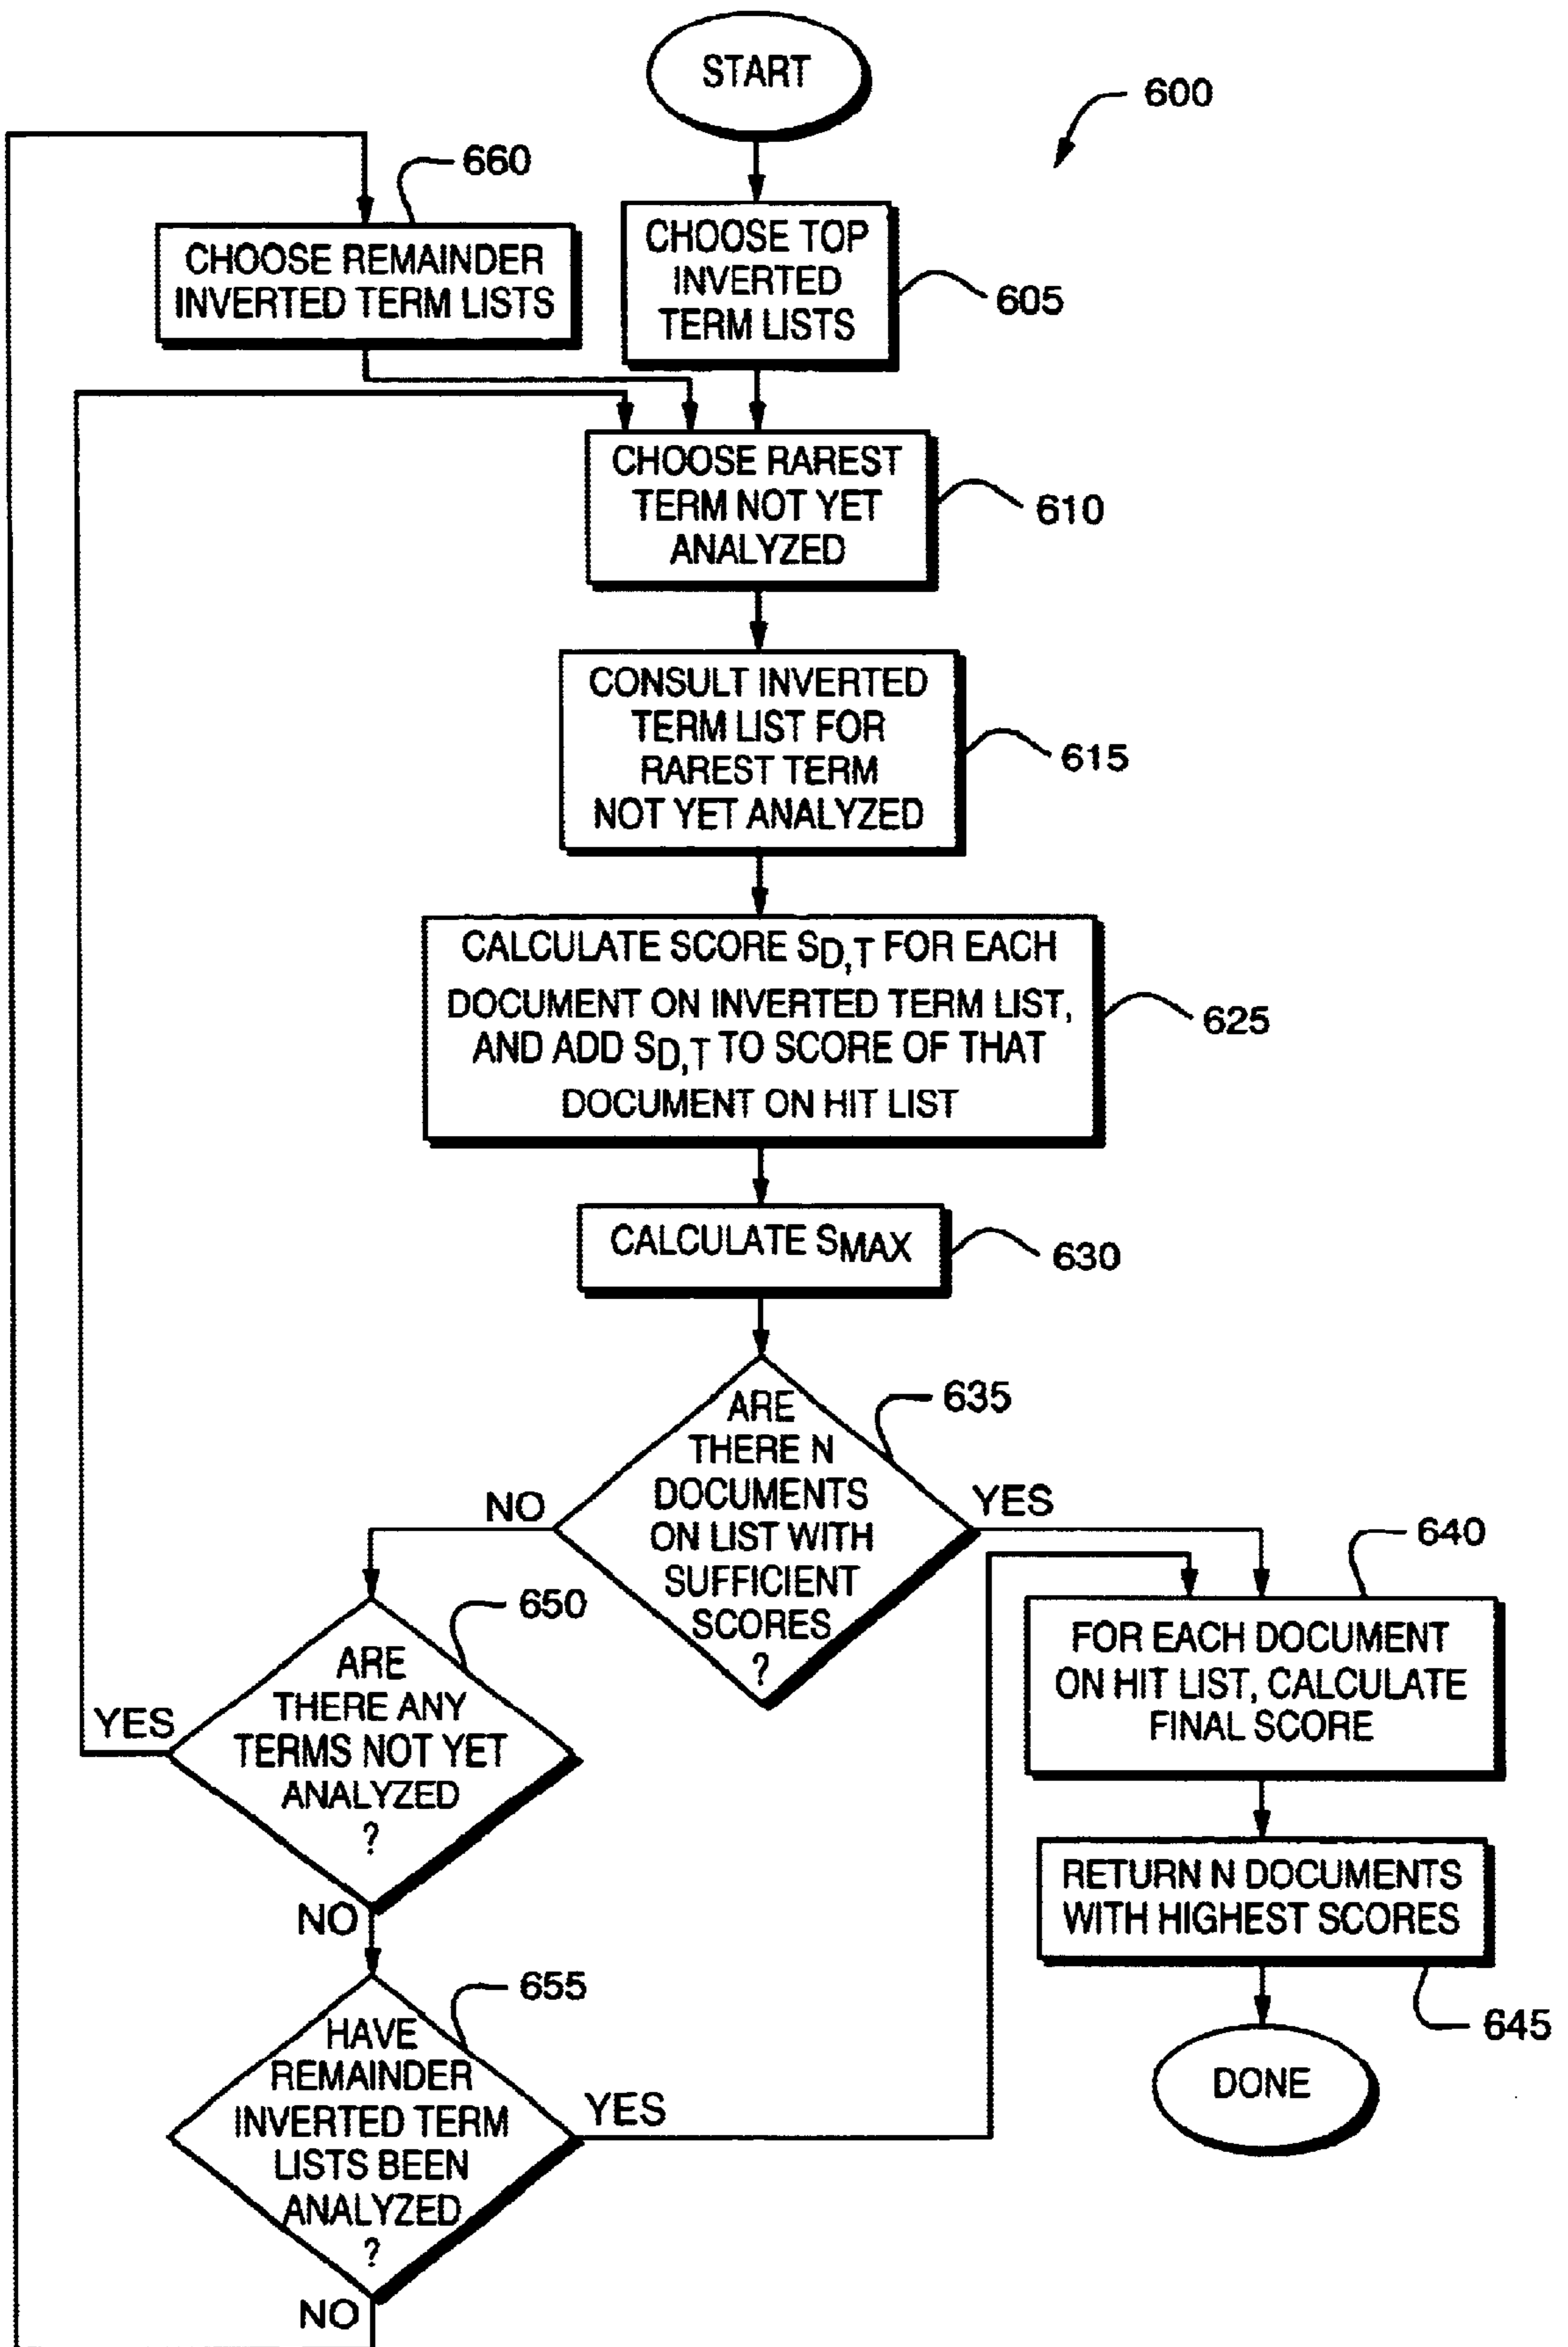 START
600
660
CHOOSE REMAINDER
INVERTED TERM LISTS
CHOOSE TOP
INVERTED
TERM LISTS
605
CHOOSE RAREST
TERM NOT YET
ANALYZED
610
CONSULT INVERTED
TERM LIST FOR
RAREST TERM
NOT YET ANALYZED
615
CALCULATE SCORE SD,T FOR EACH
DOCUMENT ON INVERTED TERM LIST,
AND ADD SD,T TO SCORE OF THAT
DOCUMENT ON HIT LIST
625
CALCULATE SMAX
630
ARE
THERE N
DOCUMENTS
ON LIST WITH
SUFFICIENT
SCORES
?
635
NO
YES
640
FOR EACH DOCUMENT
ON HIT LIST, CALCULATE
FINAL SCORE
650
ARE
THERE ANY
TERMS NOT YET
ANALYZED
?
YES
NO
RETURN N DOCUMENTS
WITH HIGHEST SCORES
645
655
HAVE
REMAINDER
INVERTED TERM
LISTS BEEN
ANALYZED
?
YES
NO
DONE